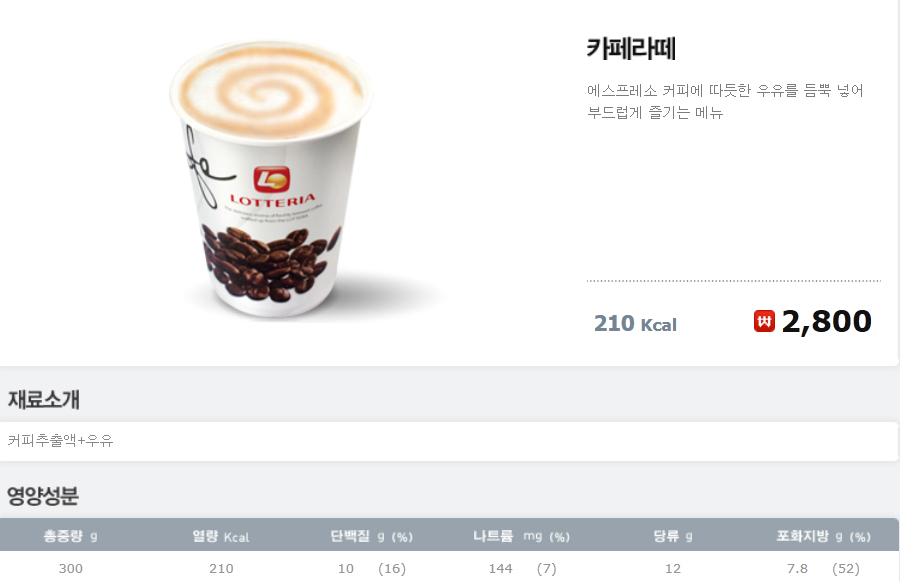 카페라떼
에스프레소 커피에 따듯한 우유를 듬뿍 넣어
부드럽게 즐기는 메뉴
LOTTERIA
210 Kcal
2,800
재료소개
커피추출액+우유
영양성분
총중량 g 열량 Kcal 단백질 g (%) 나트륨 mg (%) 당류 g 포화지방 g (%)
300 210 10 (16) 144 (7) 12 7.8 (52)